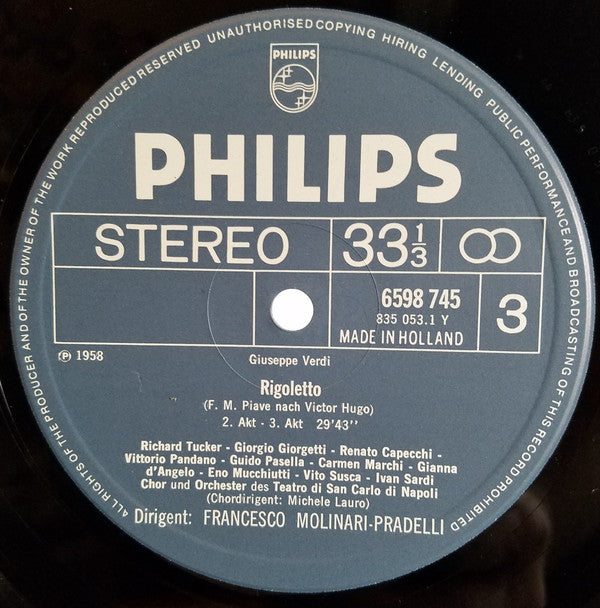 ALL RIGHTS OF THE PRODUCER AND OF THE OWNER OF THE WORK REPRODUCED RESERVED UNAUTHORISED COPYING HIRING LENDING PUBLIC PERFORMANCE AND BROADCASTING OF THIS RECORD PROHIBITED
PHILIPS
PHILIPS
STEREO 33⅓
6598 745
835 053.1 Y
MADE IN HOLLAND
3
℗ 1958
Giuseppe Verdi
Rigoletto
(F. M. Piave nach Victor Hugo)
2. Akt - 3. Akt 29'43''
Richard Tucker - Giorgio Giorgetti - Renato Capecchi -
Vittorio Pandano - Guido Pasella - Carmen Marchi - Gianna
d'Angelo - Eno Mucchiutti - Vito Susca - Ivan Sardi
Chor und Orchester des Teatro di San Carlo di Napoli
(Chordirigent: Michele Lauro)
Dirigent: FRANCESCO MOLINARI-PRADELLI